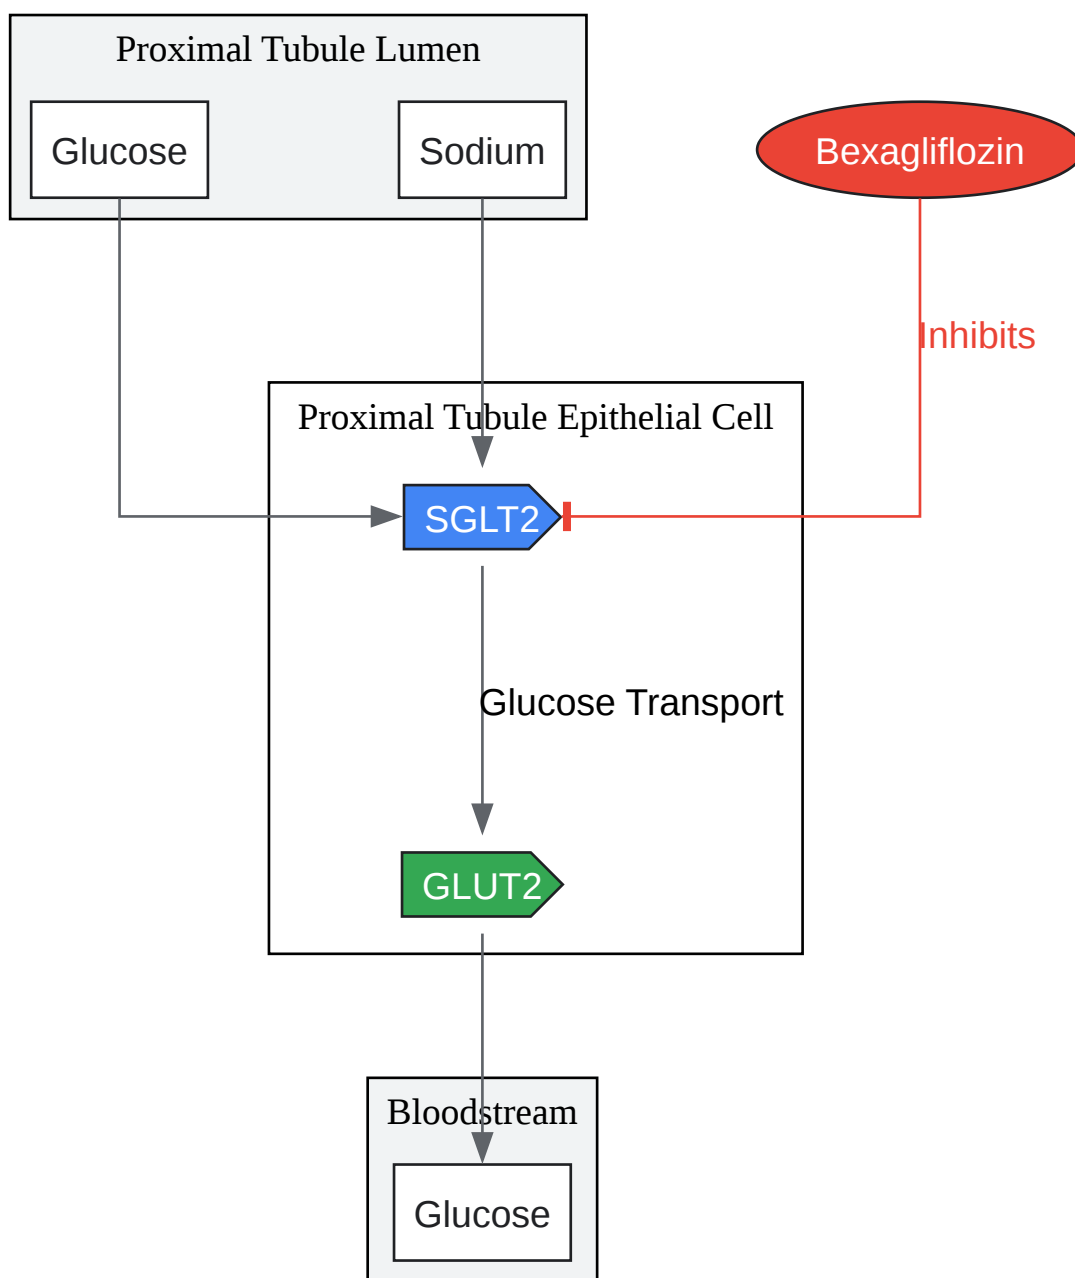 Proximal Tubule Lumen
Glucose
Sodium
Bexagliflozin
Inhibits
Proximal Tubule Epithelial Cell
SGLT2
Glucose Transport
GLUT2
Bloodstream
Glucose